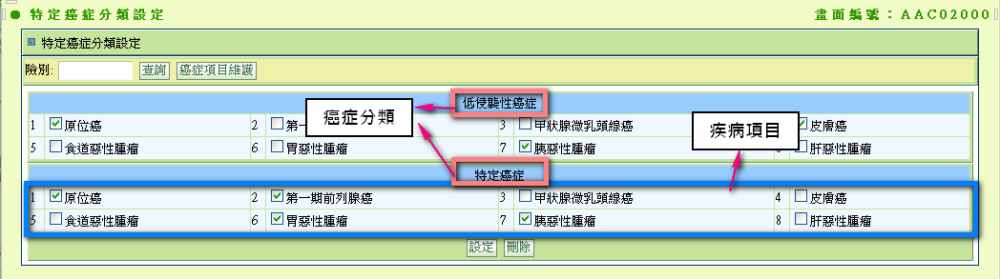 特定癌症分類設定 畫面編號：AAC02000
特定癌症分類設定
險別: 查詢 癌症項目維護
低侵襲性癌症
癌症分類
1 原位癌 2 第一 3 甲狀腺微乳頭線癌 皮膚癌
疾病項目
5 食道惡性腫瘤 6 胃惡性腫瘤 7 胰惡性腫瘤 肝惡性腫瘤
特定癌症
1 原位癌 2 第一期前列腺癌 3 甲狀腺微乳頭線癌 4 皮膚癌
5 食道惡性腫瘤 6 胃惡性腫瘤 7 胰惡性腫瘤 8 肝惡性腫瘤
設定 刪除